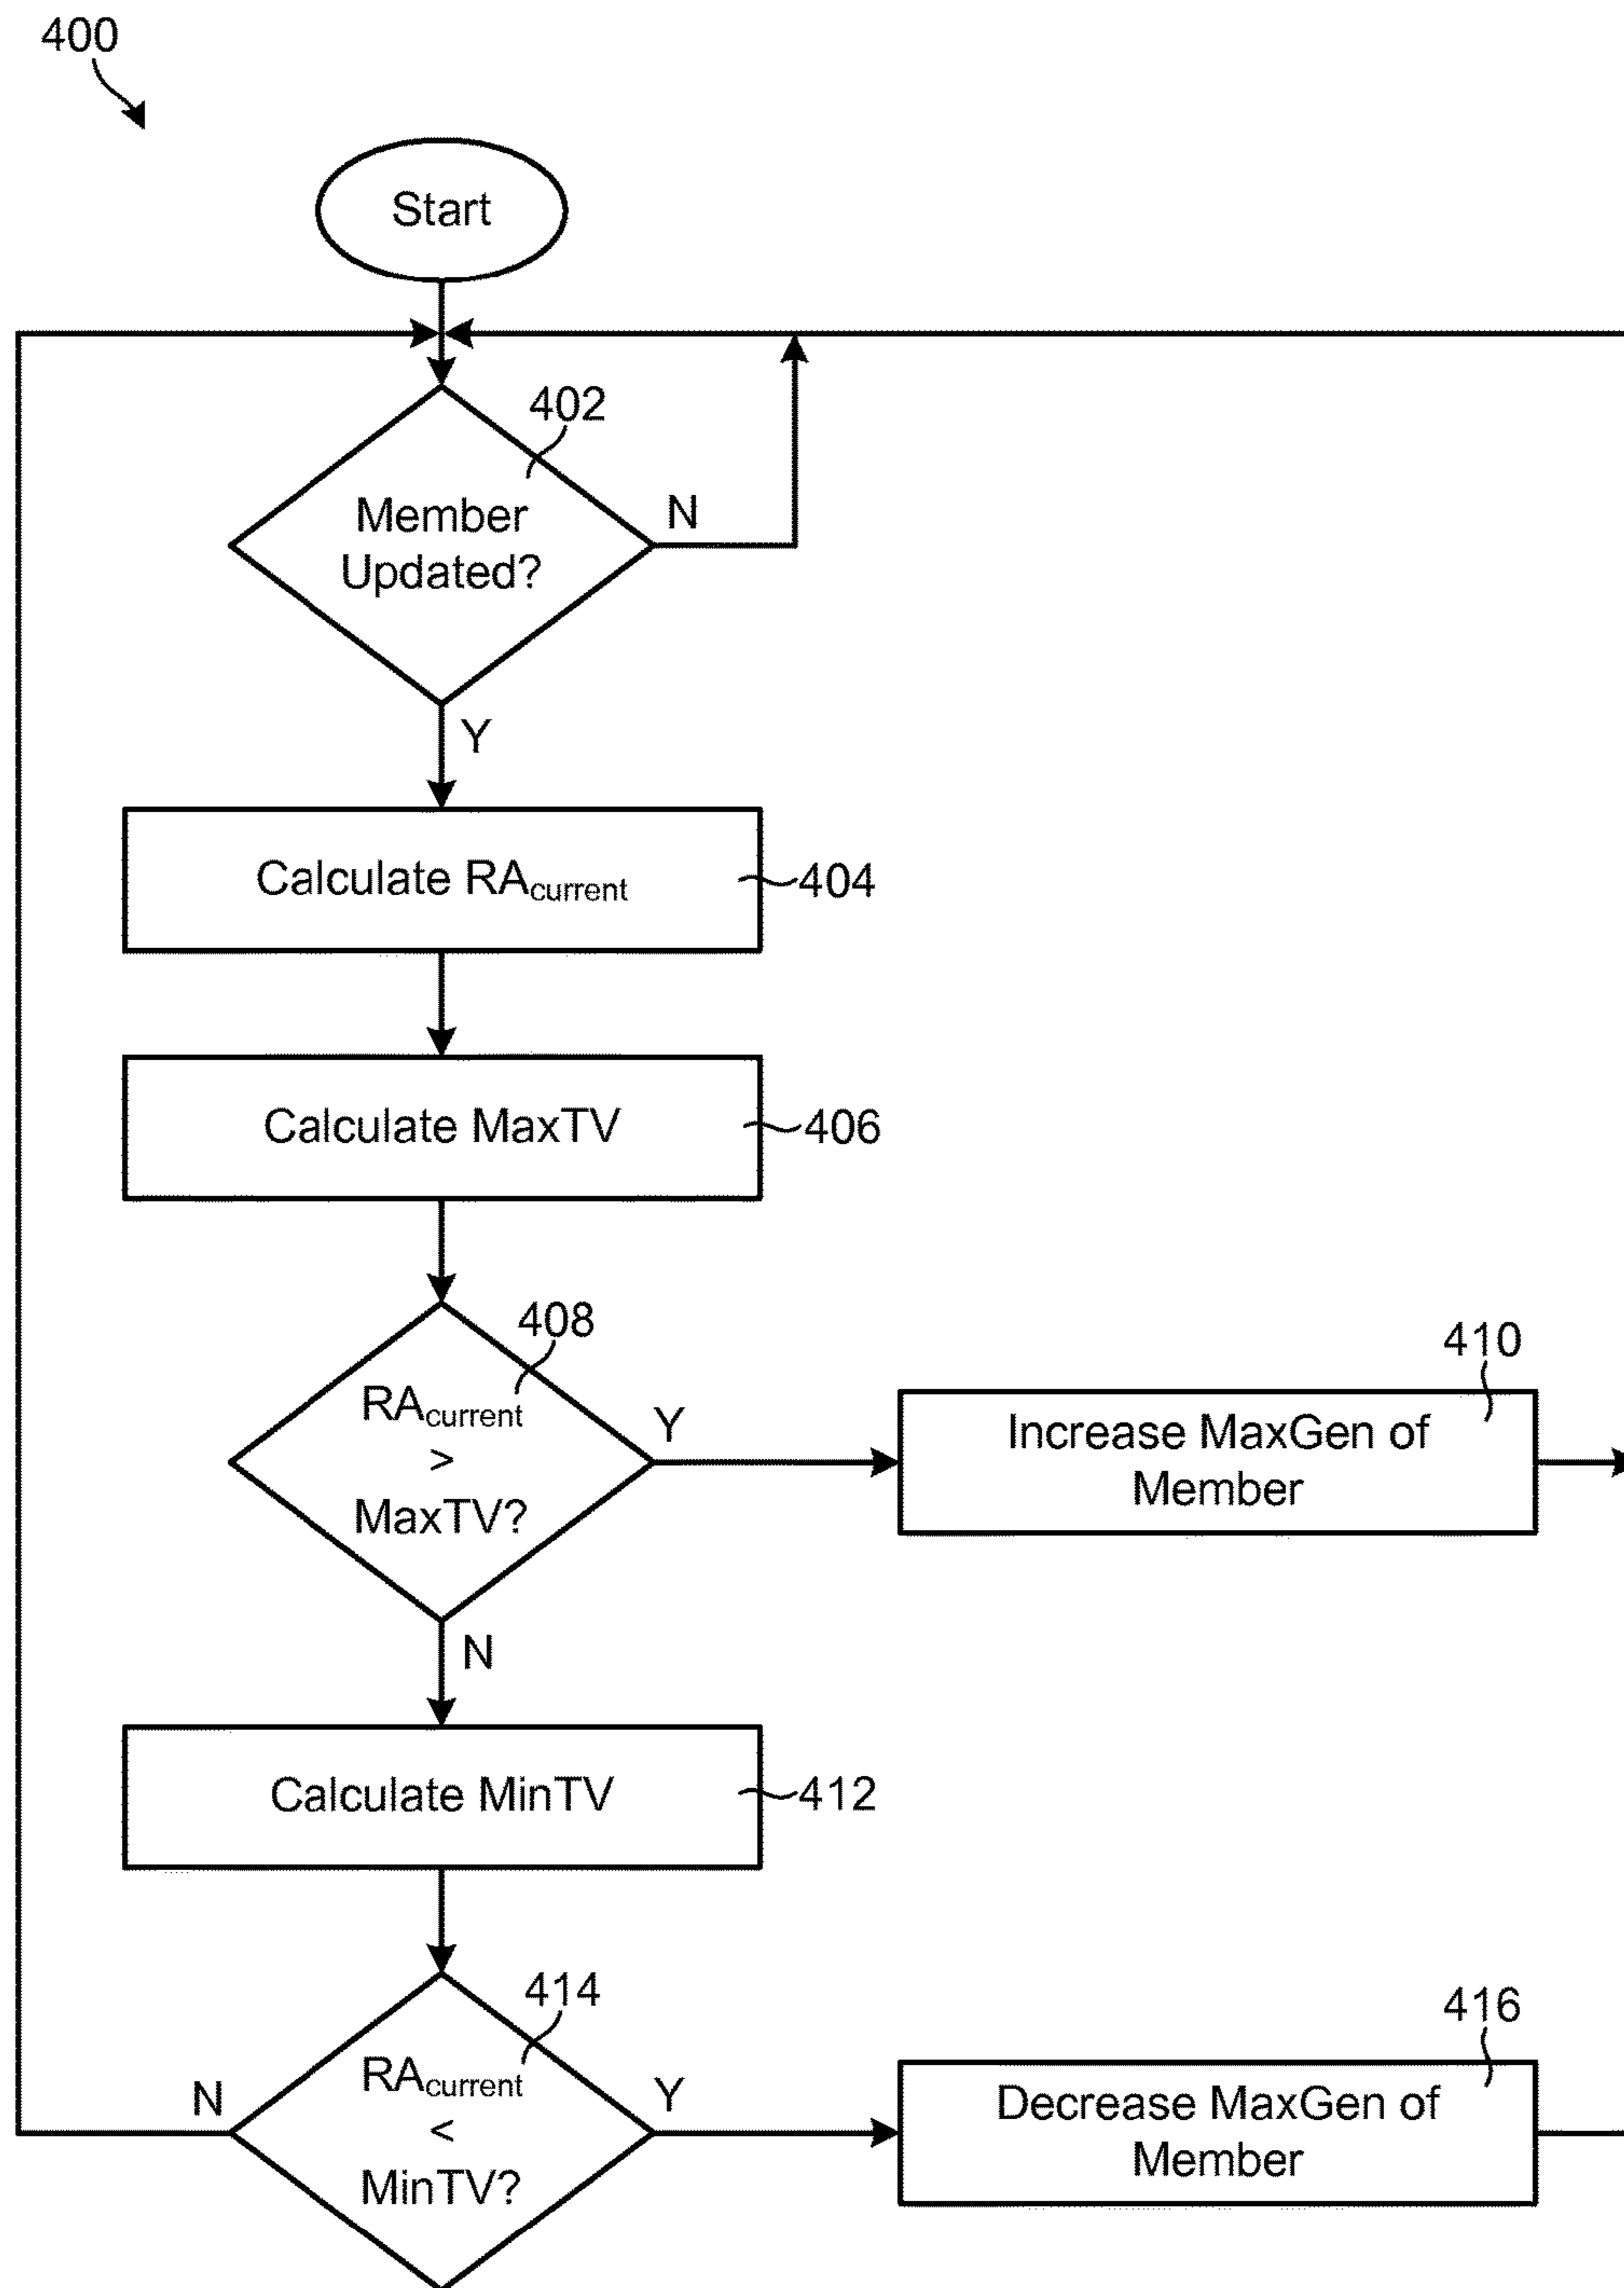 400
Start
402
Member
Updated?
N
Y
Calculate RAcurrent
404
Calculate MaxTV
406
408
RAcurrent
>
MaxTV?
Y
410
Increase MaxGen of
Member
N
Calculate MinTV
412
414
RAcurrent
<
MinTV?
N
Y
416
Decrease MaxGen of
Member